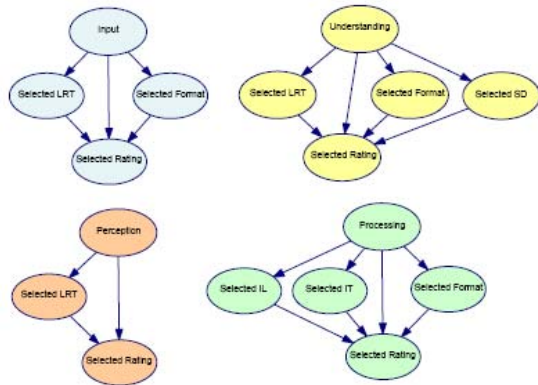 Input
Selected LRT
Selected Format
Selected Rating
Understanding
Selected LRT
Selected Format
Selected SD
Selected Rating
Perception
Selected LRT
Selected Rating
Processing
Selected IL
Selected IT
Selected Format
Selected Rating